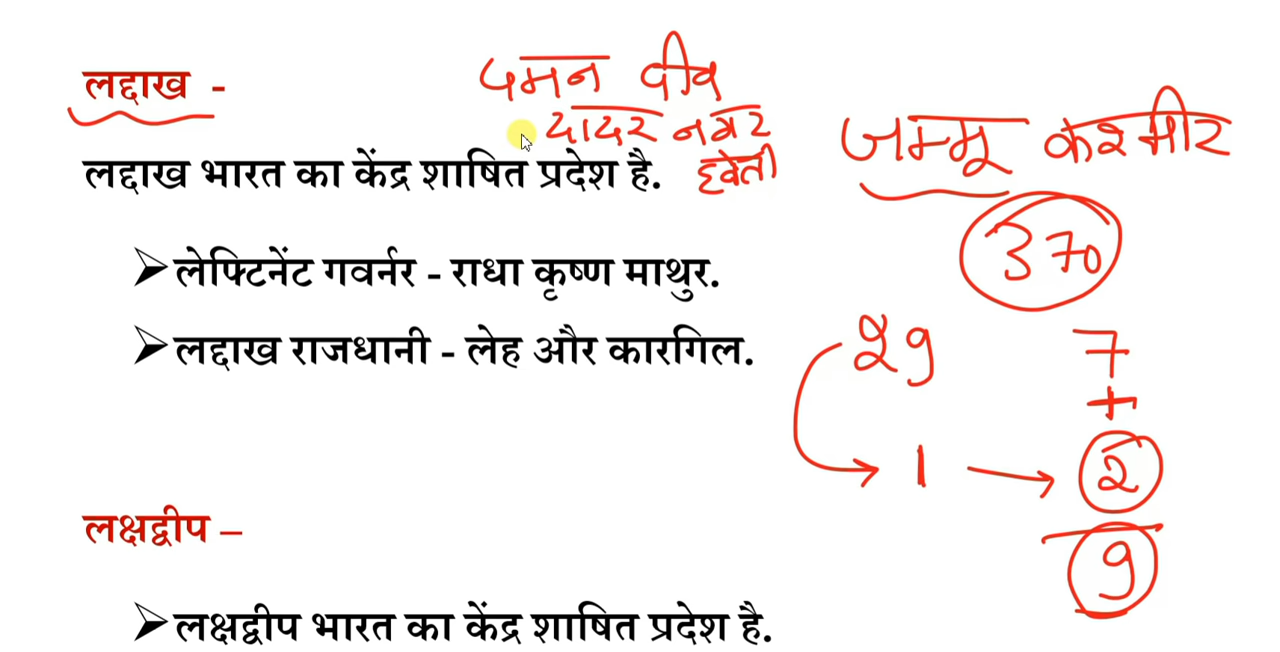 लद्दाख -
दमन दीव
दादर नगर
हवेली
लद्दाख भारत का केंद्र शाषित प्रदेश है.
जम्मू कश्मीर
370
➢लेफ्टिनेंट गवर्नर - राधा कृष्ण माथुर.
➢लद्दाख राजधानी - लेह और कारगिल.
29 7
+
1 2
9
लक्षद्वीप –
➢लक्षद्वीप भारत का केंद्र शाषित प्रदेश है.